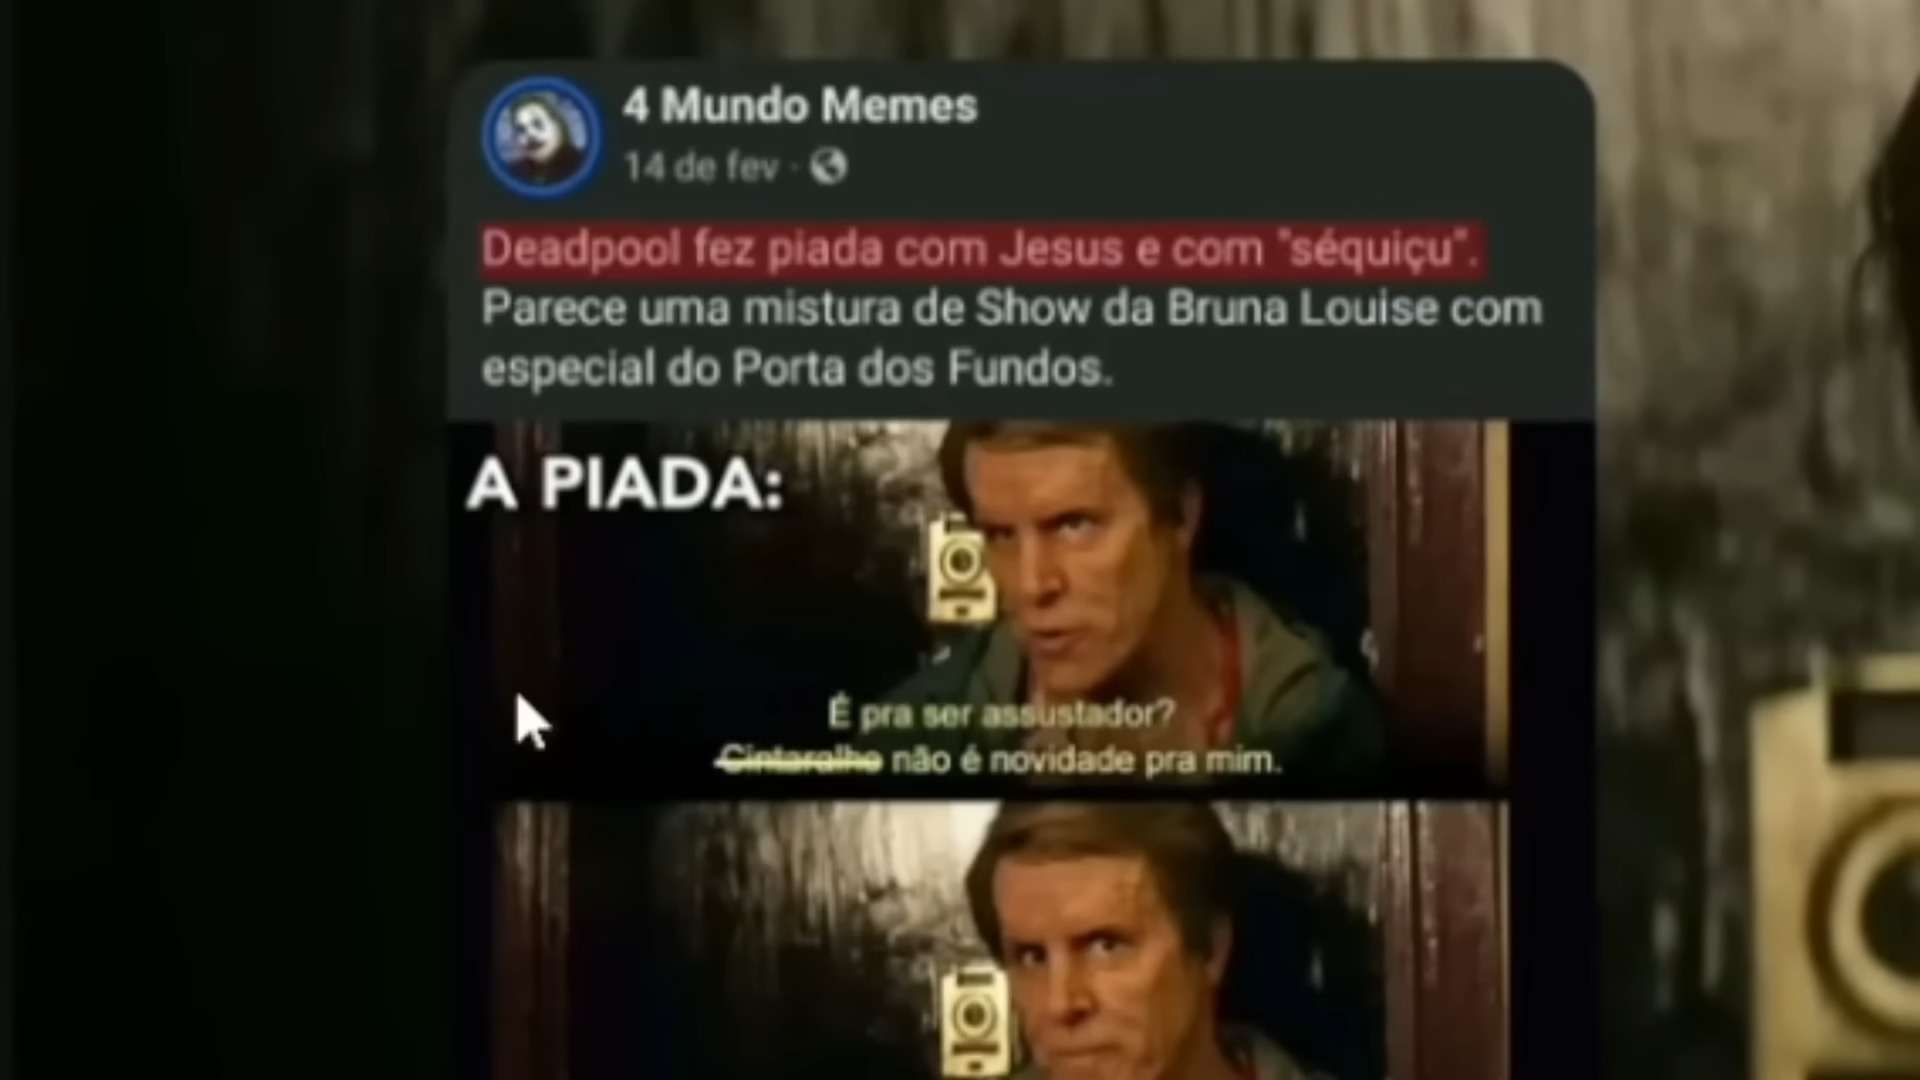 4 Mundo Memes
14 de fev ·
Deadpool fez piada com Jesus e com "séquiçu".
Parece uma mistura de Show da Bruna Louise com
especial do Porta dos Fundos.
A PIADA:
É pra ser assustador?
Cintaralho não é novidade pra mim.